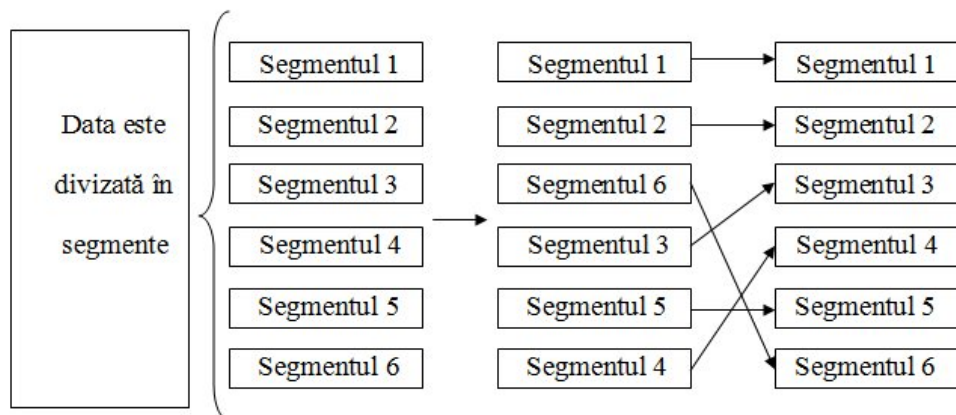 Data este
divizată în
segmente
Segmentul 1
Segmentul 2
Segmentul 3
Segmentul 4
Segmentul 5
Segmentul 6
Segmentul 1
Segmentul 2
Segmentul 6
Segmentul 3
Segmentul 5
Segmentul 4
Segmentul 1
Segmentul 2
Segmentul 3
Segmentul 4
Segmentul 5
Segmentul 6